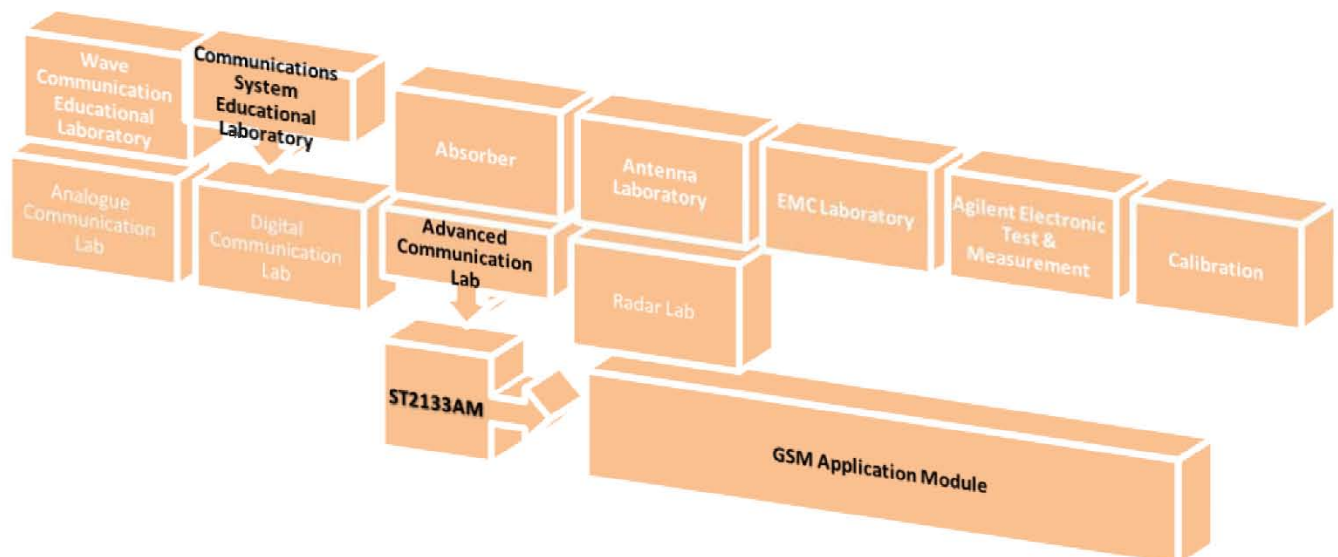 Wave
Communication
Educational
Laboratory
Communications
System
Educational
Laboratory
Absorber
Antenna
Laboratory
EMC Laboratory
Agilent Electronic
Test &
Measurement
Calibration
Analogue
Communication
Lab
Digital
Communication
Lab
Advanced
Communication
Lab
Radar Lab
ST2133AM
GSM Application Module